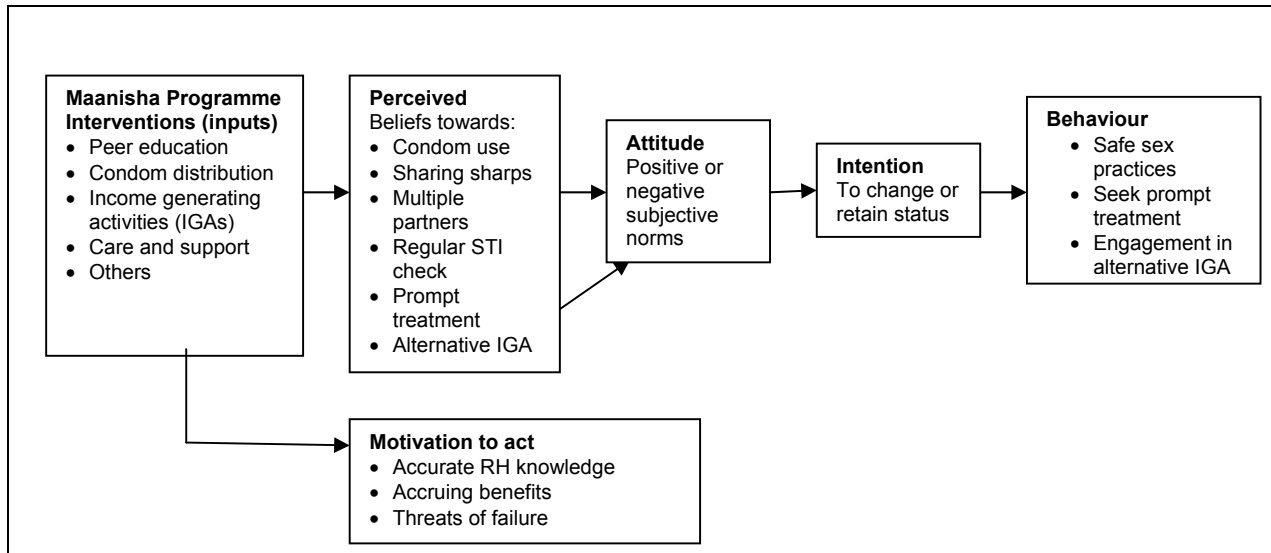 Maanisha Programme
Interventions (inputs)
• Peer education
• Condom distribution
• Income generating
activities (IGAs)
• Care and support
• Others
Perceived
Beliefs towards:
• Condom use
• Sharing sharps
• Multiple
partners
• Regular STI
check
• Prompt
treatment
• Alternative IGA
Attitude
Positive or
negative
subjective
norms
Intention
To change or
retain status
Behaviour
• Safe sex
practices
• Seek prompt
treatment
• Engagement in
alternative IGA
Motivation to act
• Accurate RH knowledge
• Accruing benefits
• Threats of failure